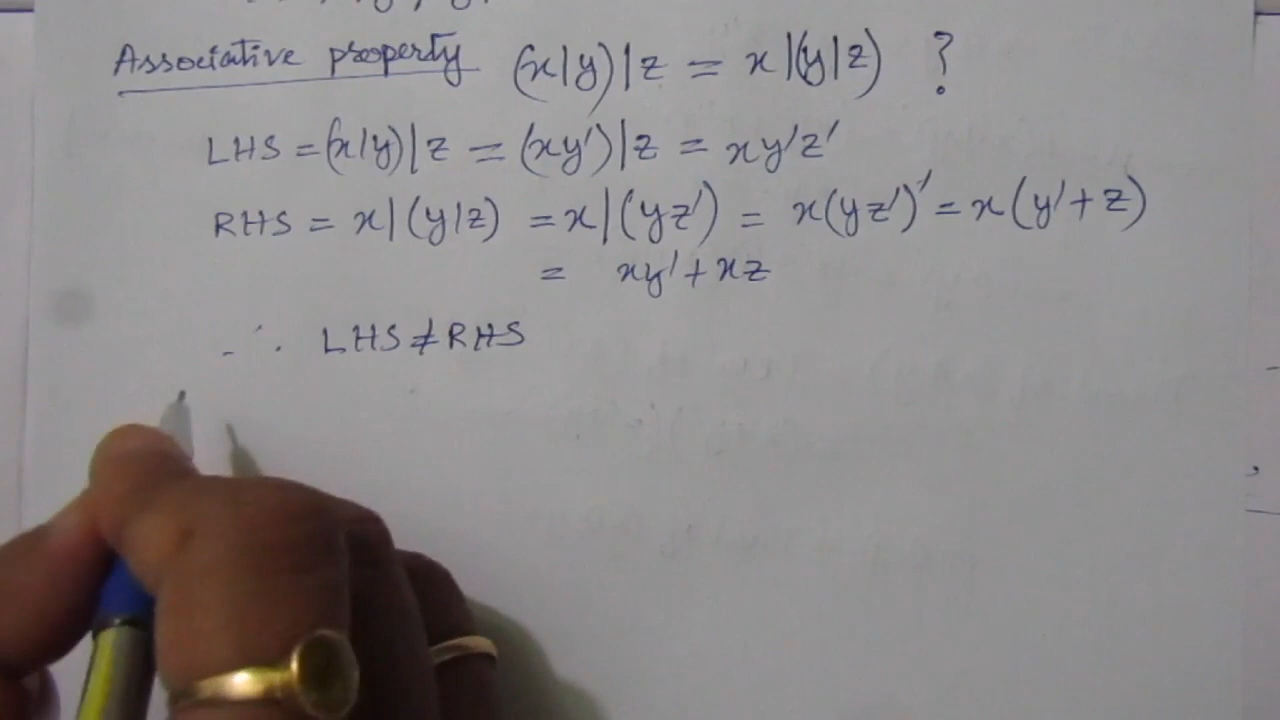 Associative property (x|y)|z = x|(y|z) ?
LHS = (x|y)|z = (xy')|z = xy'z'
RHS = x|(y|z) = x|(yz') = x(yz')' = x(y'+z)
= xy'+xz
∴ LHS ≠ RHS